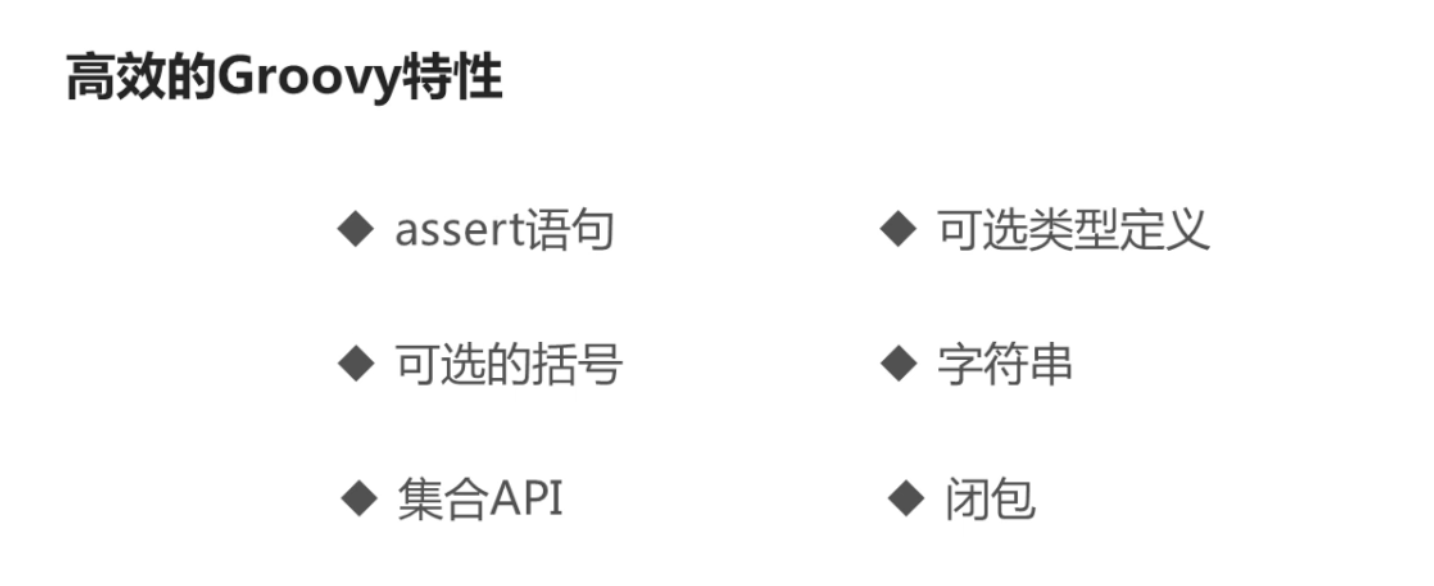 高效的Groovy特性
◆ assert语句
◆ 可选类型定义
◆ 可选的括号
◆ 字符串
◆ 集合API
◆ 闭包